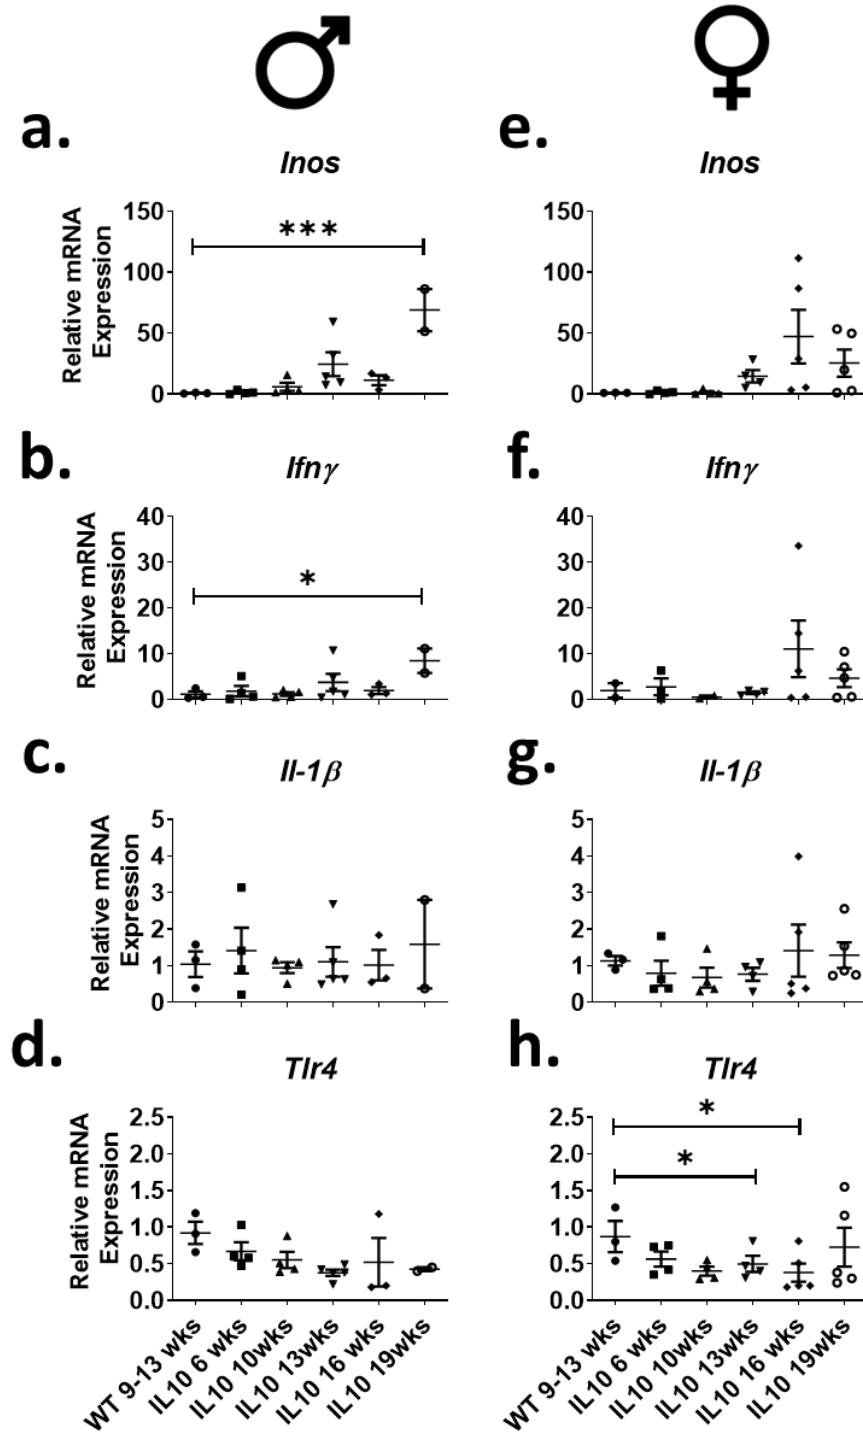 a.
Inos
Relative mRNA
Expression
150
100
50
0
***
b.
Ifnγ
Relative mRNA
Expression
40
30
20
10
0
*
c.
Il-1β
Relative mRNA
Expression
5
4
3
2
1
0
d.
Tlr4
Relative mRNA
Expression
2.5
2.0
1.5
1.0
0.5
0.0
WT 9-13 wks
IL10 6 wks
IL10 10wks
IL10 13wks
IL10 16 wks
IL10 19wks
e.
Inos
150
100
50
0
f.
Ifnγ
40
30
20
10
0
g.
Il-1β
5
4
3
2
1
0
h.
Tlr4
2.5
2.0
1.5
1.0
0.5
0.0
*
*
WT 9-13 wks
IL10 6 wks
IL10 10wks
IL10 13wks
IL10 16 wks
IL10 19wks